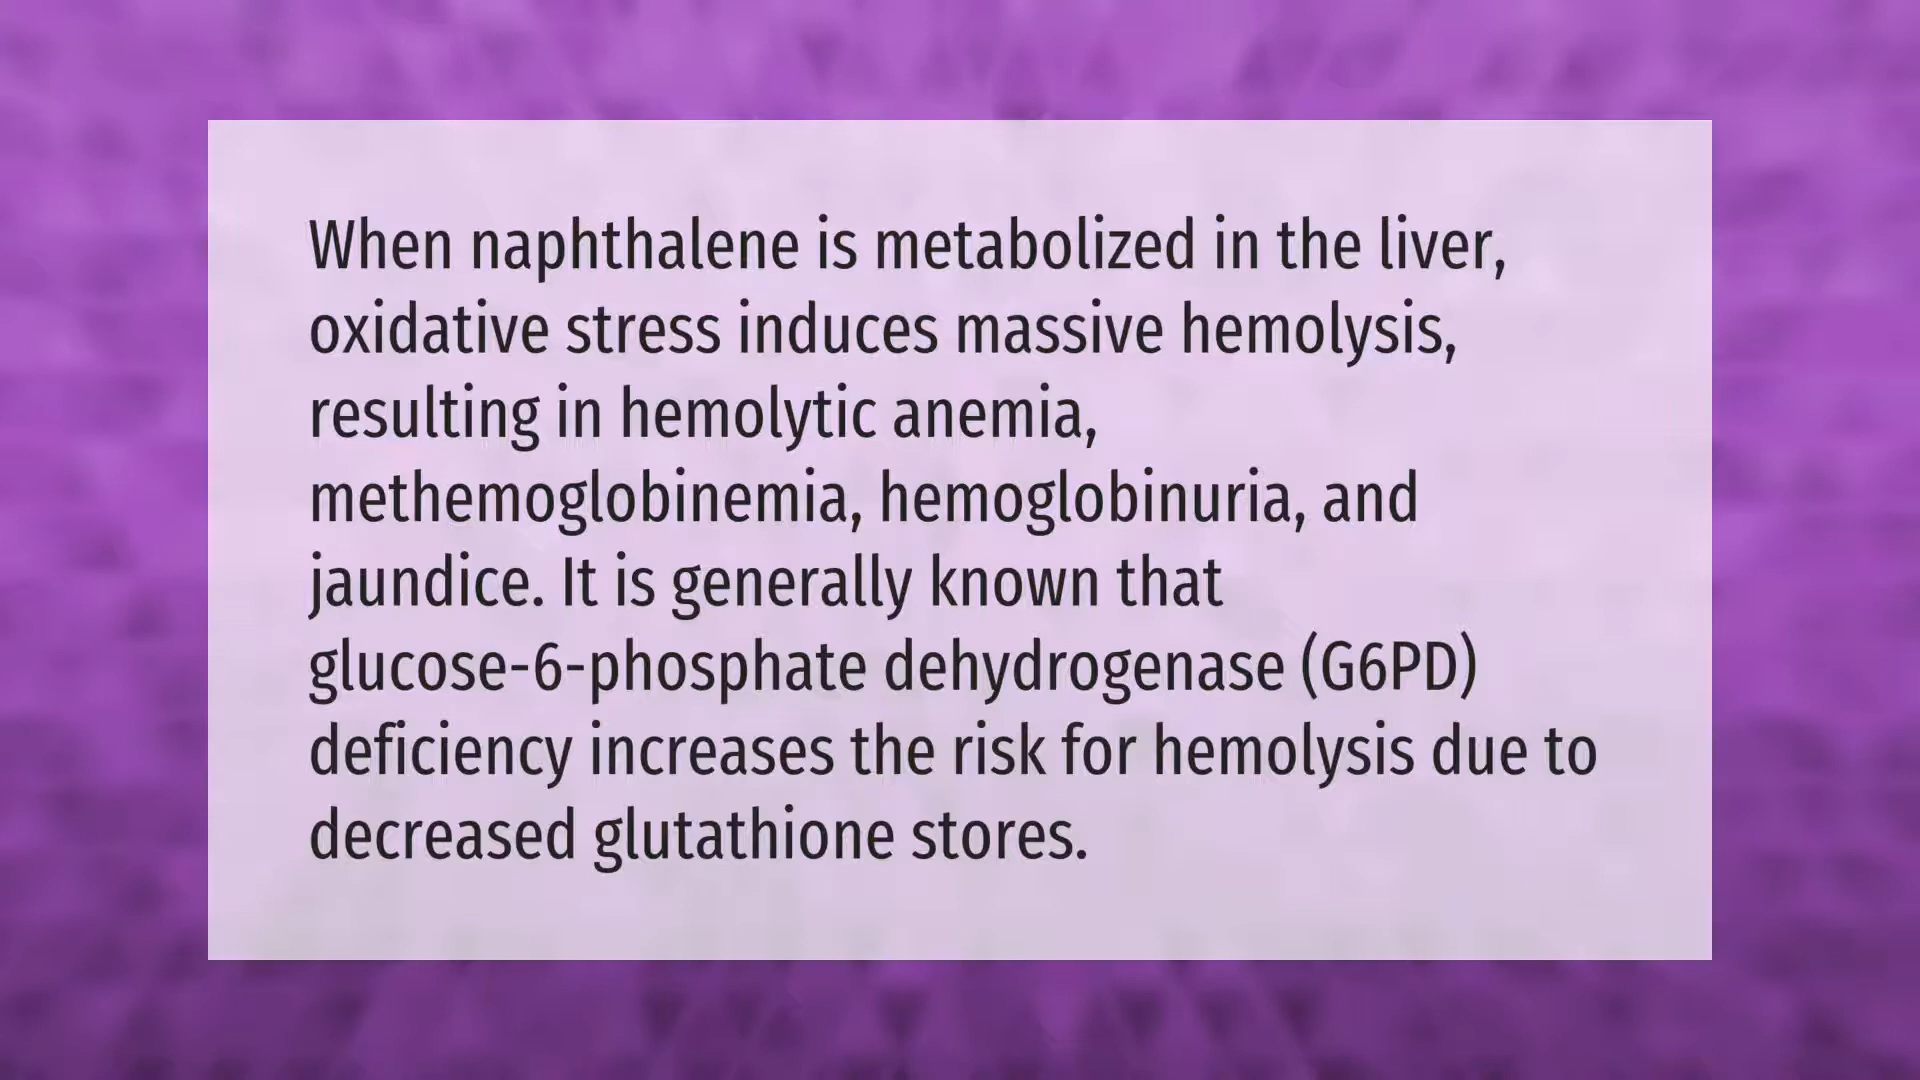 When naphthalene is metabolized in the liver,
oxidative stress induces massive hemolysis,
resulting in hemolytic anemia,
methemoglobinemia, hemoglobinuria, and
jaundice. It is generally known that
glucose-6-phosphate dehydrogenase (G6PD)
deficiency increases the risk for hemolysis due to
decreased glutathione stores.